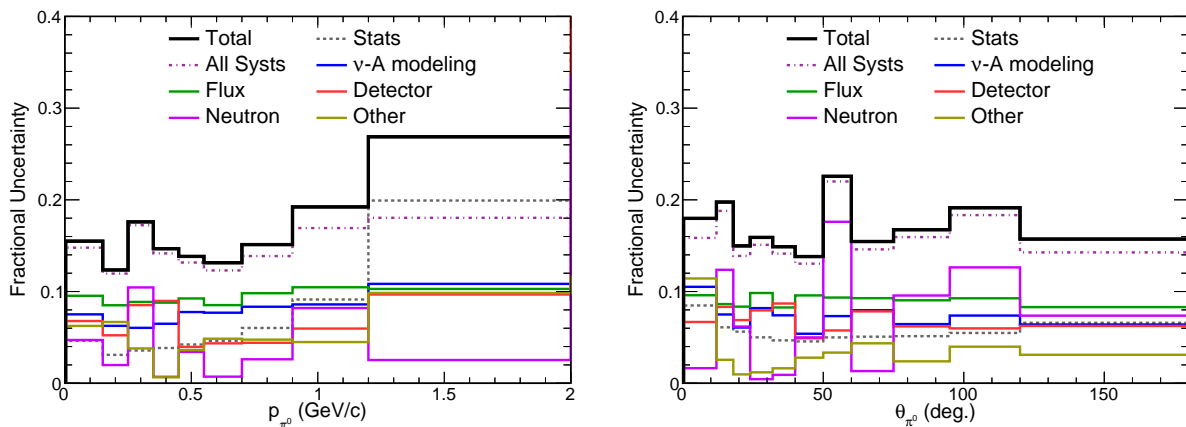 0.4
0.3
0.2
0.1
0
Fractional Uncertainty
Total
Stats
All Systs
ν-A modeling
Flux
Detector
Neutron
Other
0 0.5 1 1.5 2
p_π⁰ (GeV/c)
0.4
0.3
0.2
0.1
0
Fractional Uncertainty
Total
Stats
All Systs
ν-A modeling
Flux
Detector
Neutron
Other
0 50 100 150
θ_π⁰ (deg.)